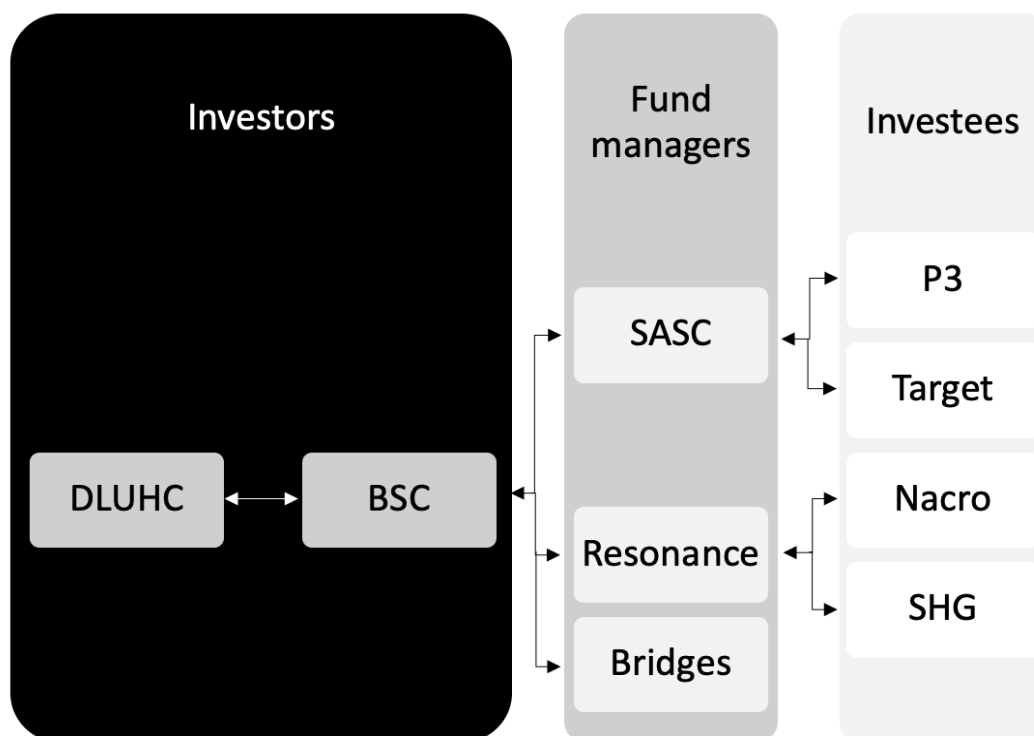 Investors
DLUHC
BSC
Fund
managers
SASC
Resonance
Bridges
Investees
P3
Target
Nacro
SHG